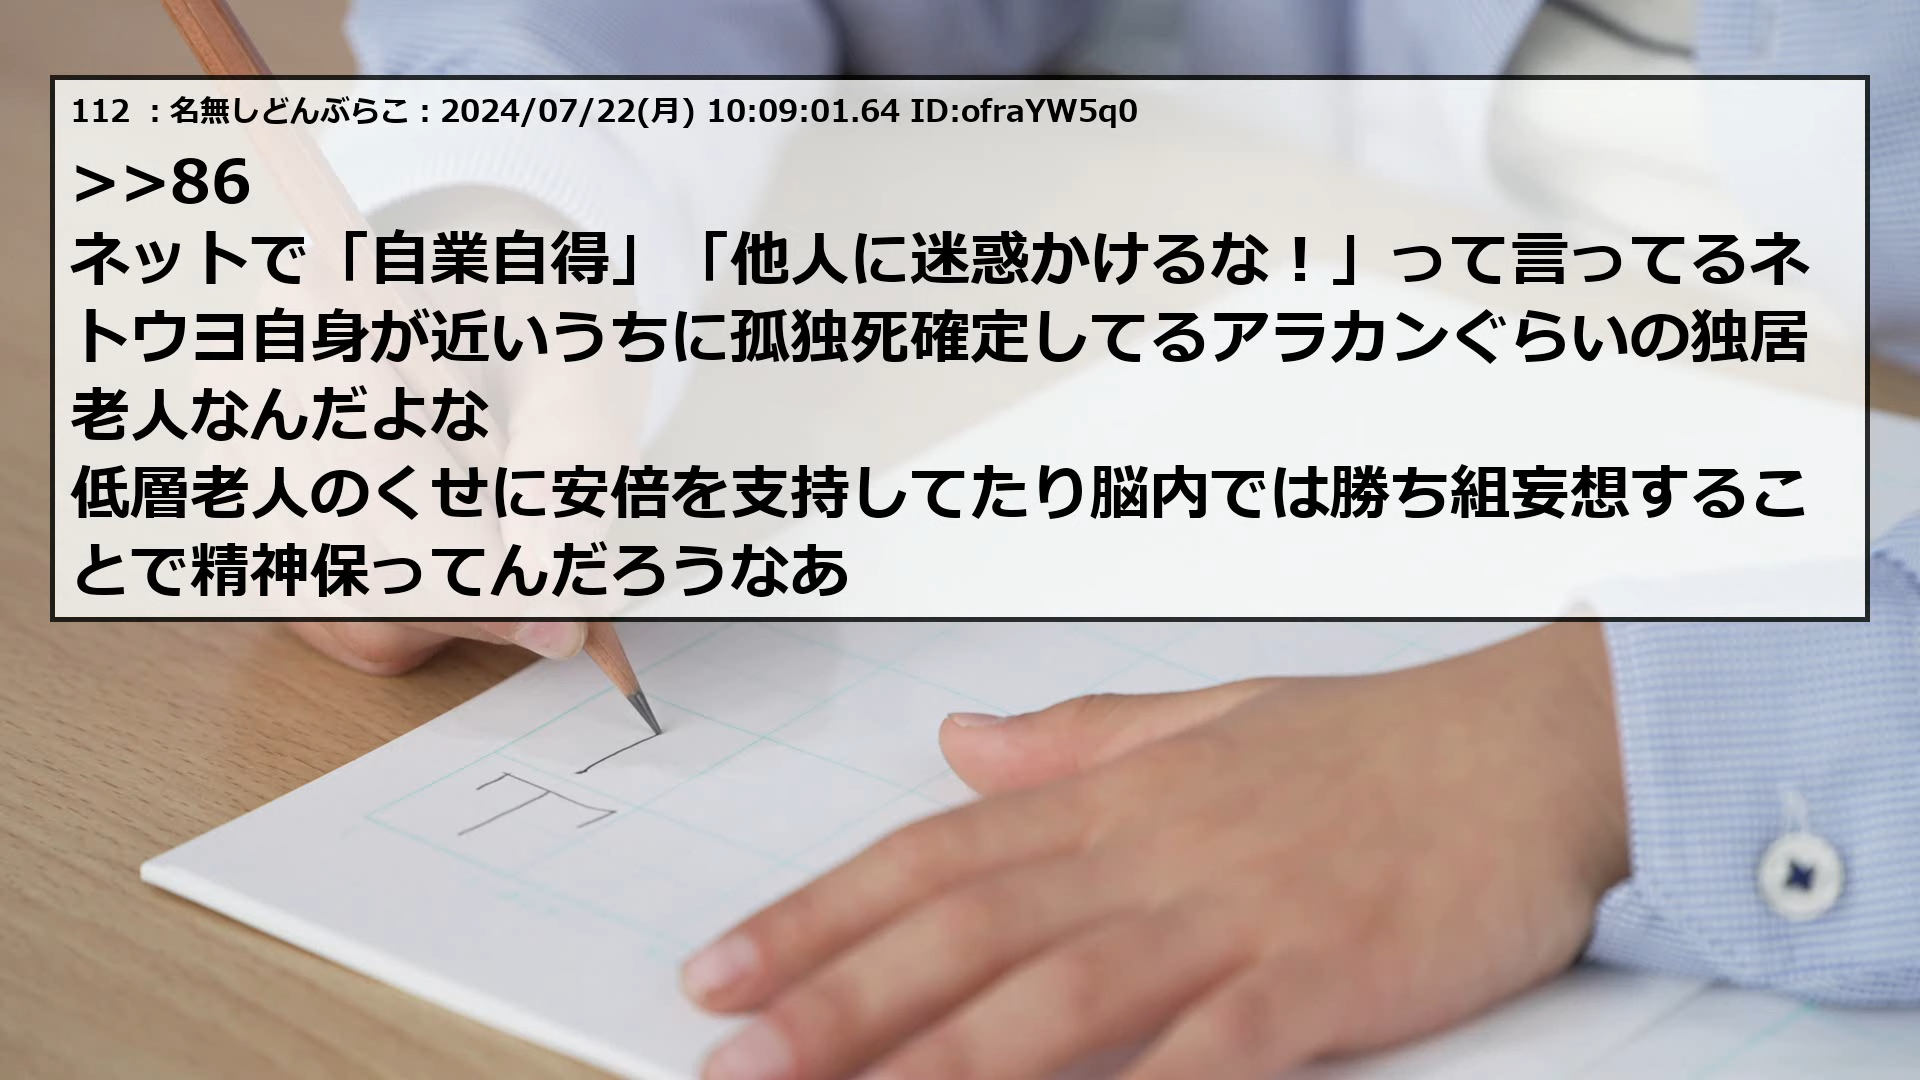 112 ：名無しどんぶらこ：2024/07/22(月) 10:09:01.64 ID:ofraYW5q0
>>86
ネットで「自業自得」「他人に迷惑かけるな！」って言ってるネ
トウヨ自身が近いうちに孤独死確定してるアラカンぐらいの独居
老人なんだよな
低層老人のくせに安倍を支持してたり脳内では勝ち組妄想するこ
とで精神保ってんだろうなあ